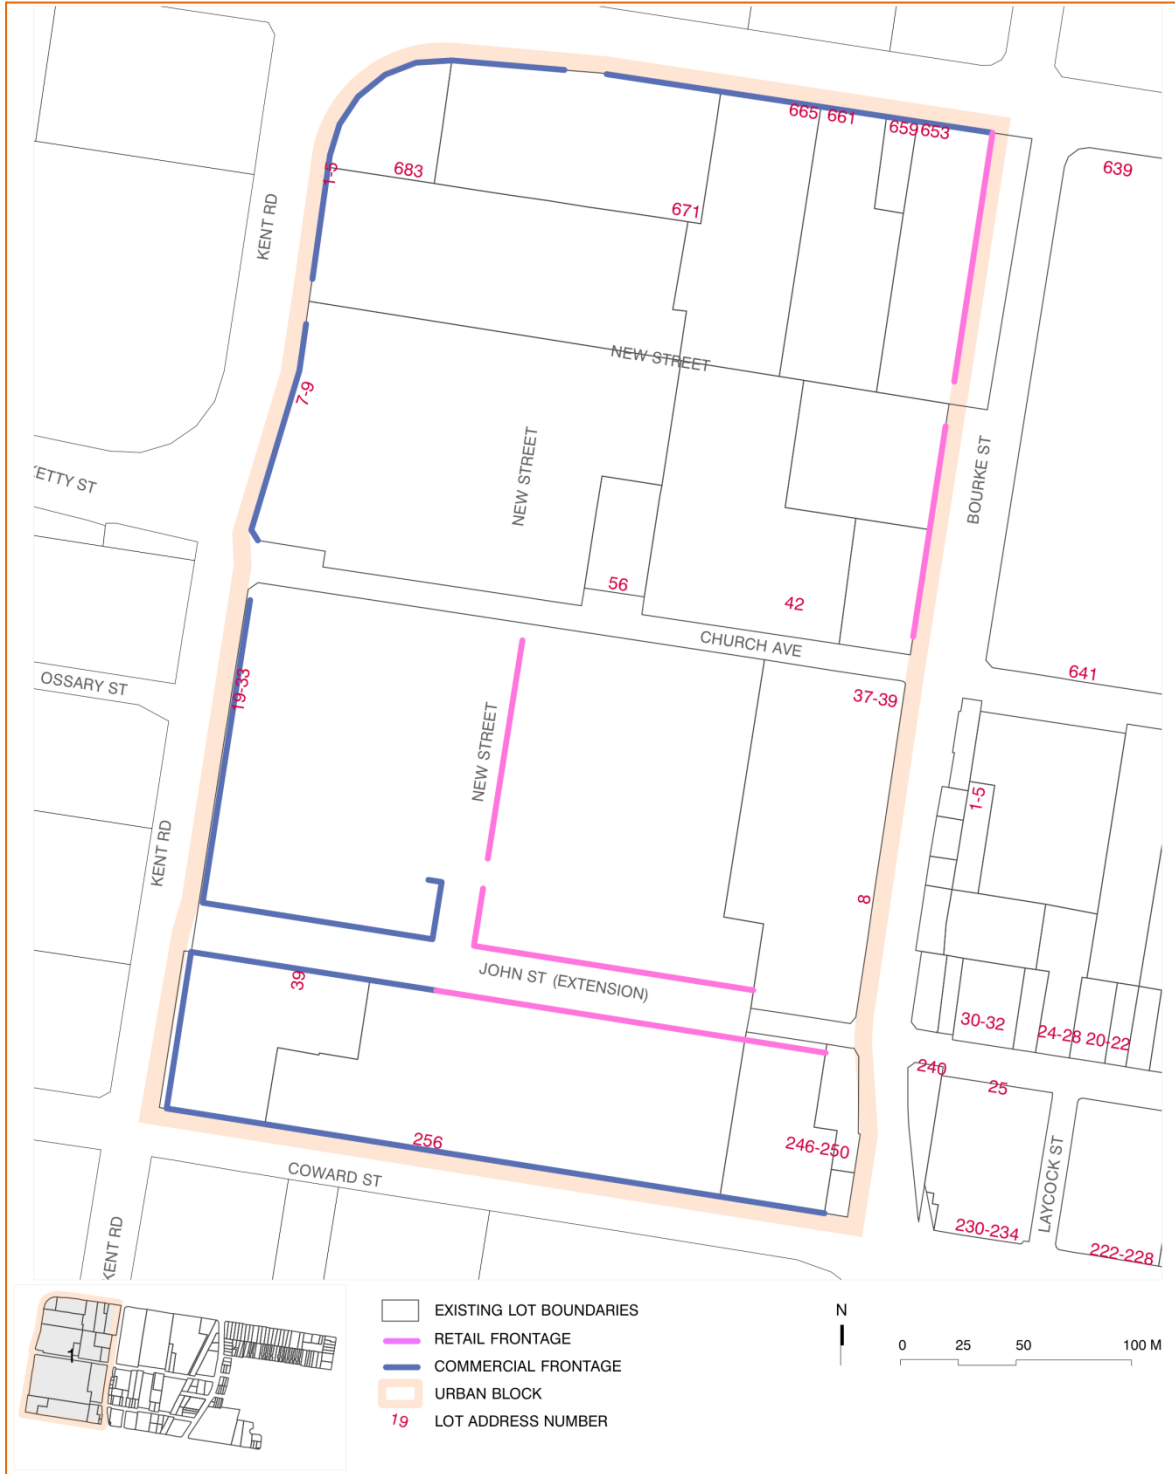 665 661
659 653
639
683
1-5
671
KENT RD
NEW STREET
7-9
NEW STREET
BOURKE ST
ETTY ST
56
42
CHURCH AVE
OSSARY ST
19-33
37-39
641
NEW STREET
1-5
KENT RD
8
JOHN ST (EXTENSION)
39
30-32
24-28 20-22
240
25
256
246-250
COWARD ST
LAYCOCK ST
230-234
222-228
KENT RD
1
EXISTING LOT BOUNDARIES
RETAIL FRONTAGE
COMMERCIAL FRONTAGE
URBAN BLOCK
19 LOT ADDRESS NUMBER
N
0 25 50 100 M